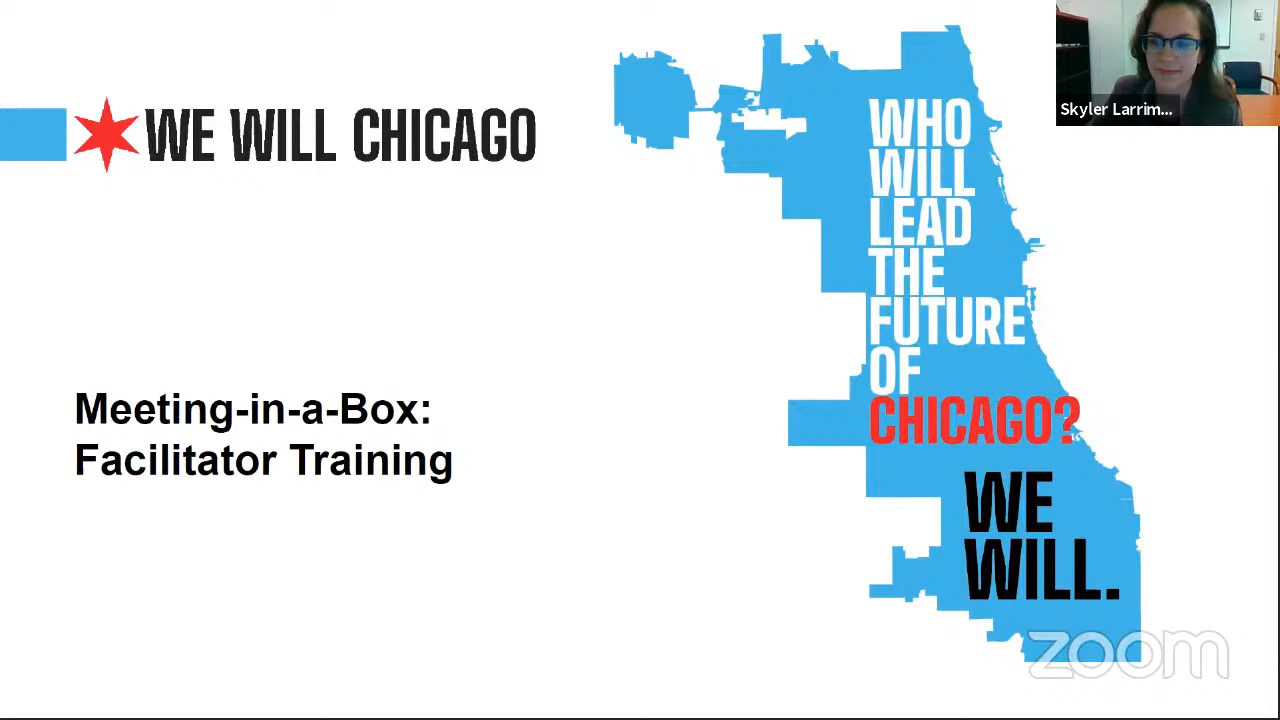 WE WILL CHICAGO
Meeting-in-a-Box:
Facilitator Training
WHO
WILL
LEAD
THE
FUTURE
OF
CHICAGO?
WE
WILL.
Skyler Larrim...
zoom